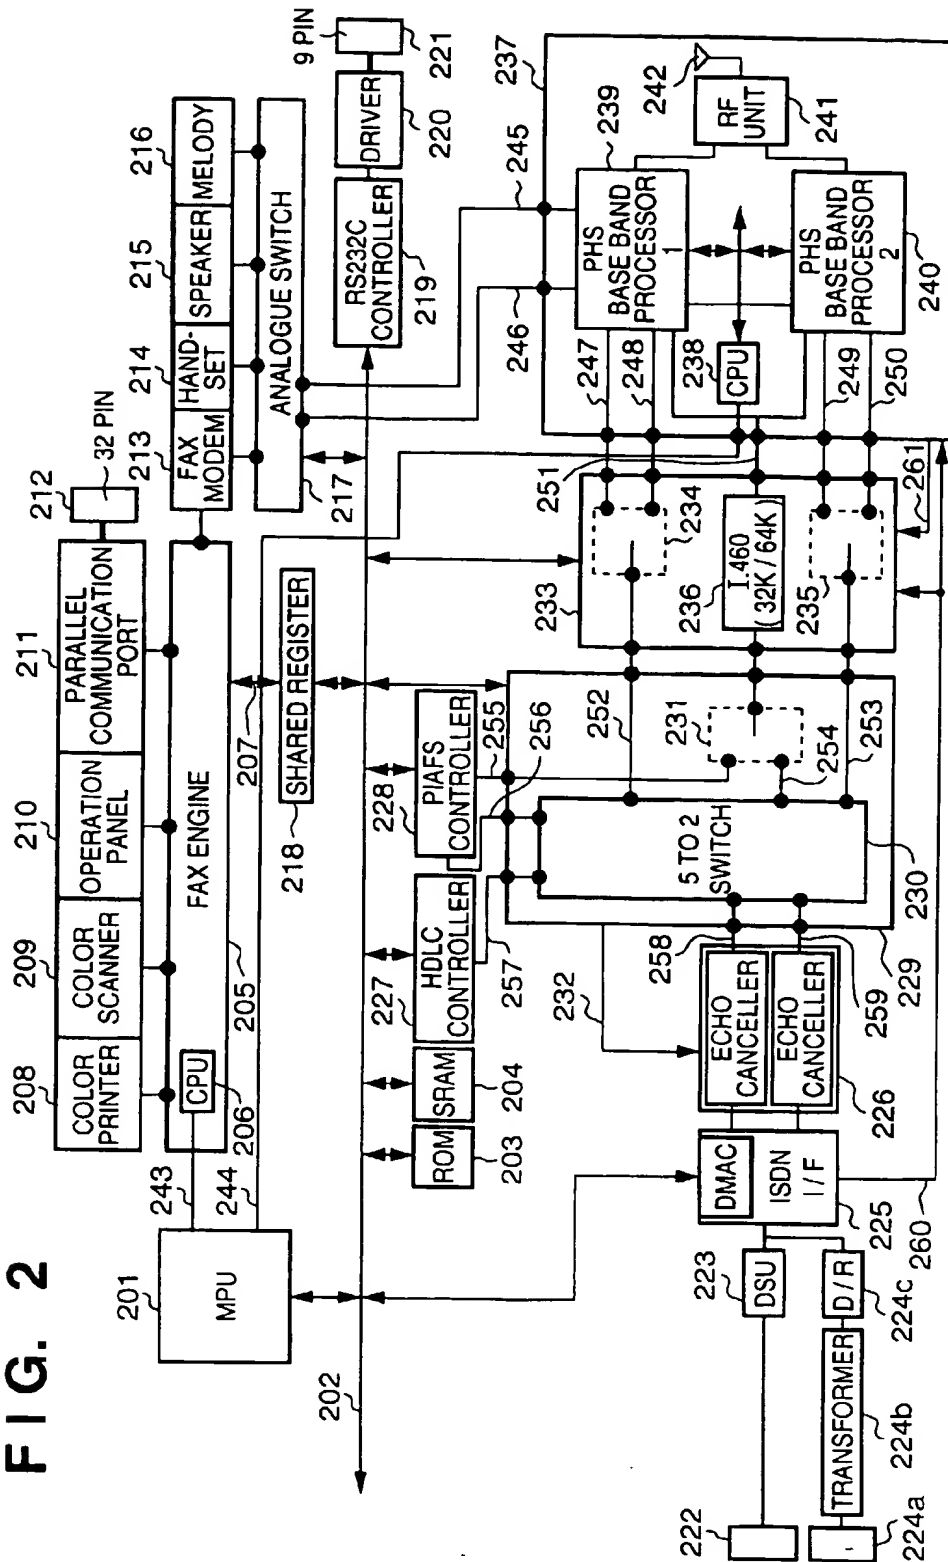 FIG. 2
208
209
210
211
212
32 PIN
COLOR
PRINTER
COLOR
SCANNER
OPERATION
PANEL
PARALLEL
COMMUNICATION
PORT
213
214
215
216
FAX
MODEM
HAND-
SET
SPEAKER
MELODY
9 PIN
221
220
DRIVER
RS232C
CONTROLLER
219
201
MPU
243
244
CPU
206
FAX ENGINE
205
207
ANALOGUE SWITCH
217
SHARED REGISTER
218
202
ROM
203
SRAM
204
227
HDLC
CONTROLLER
257
228
PIAFS
CONTROLLER
255
256
246
245
237
239
PHS
BASE BAND
PROCESSOR
1
242
RF
UNIT
241
PHS
BASE BAND
PROCESSOR
2
240
238
CPU
247
248
249
250
251
261
233
234
236
I.460
(32K / 64K)
235
252
231
254
253
5 TO 2
SWITCH
230
229
232
258
259
ECHO
CANCELLER
ECHO
CANCELLER
226
DMAC
ISDN
I/F
225
260
223
DSU
D/R
224c
222
TRANSFORMER
224b
224a